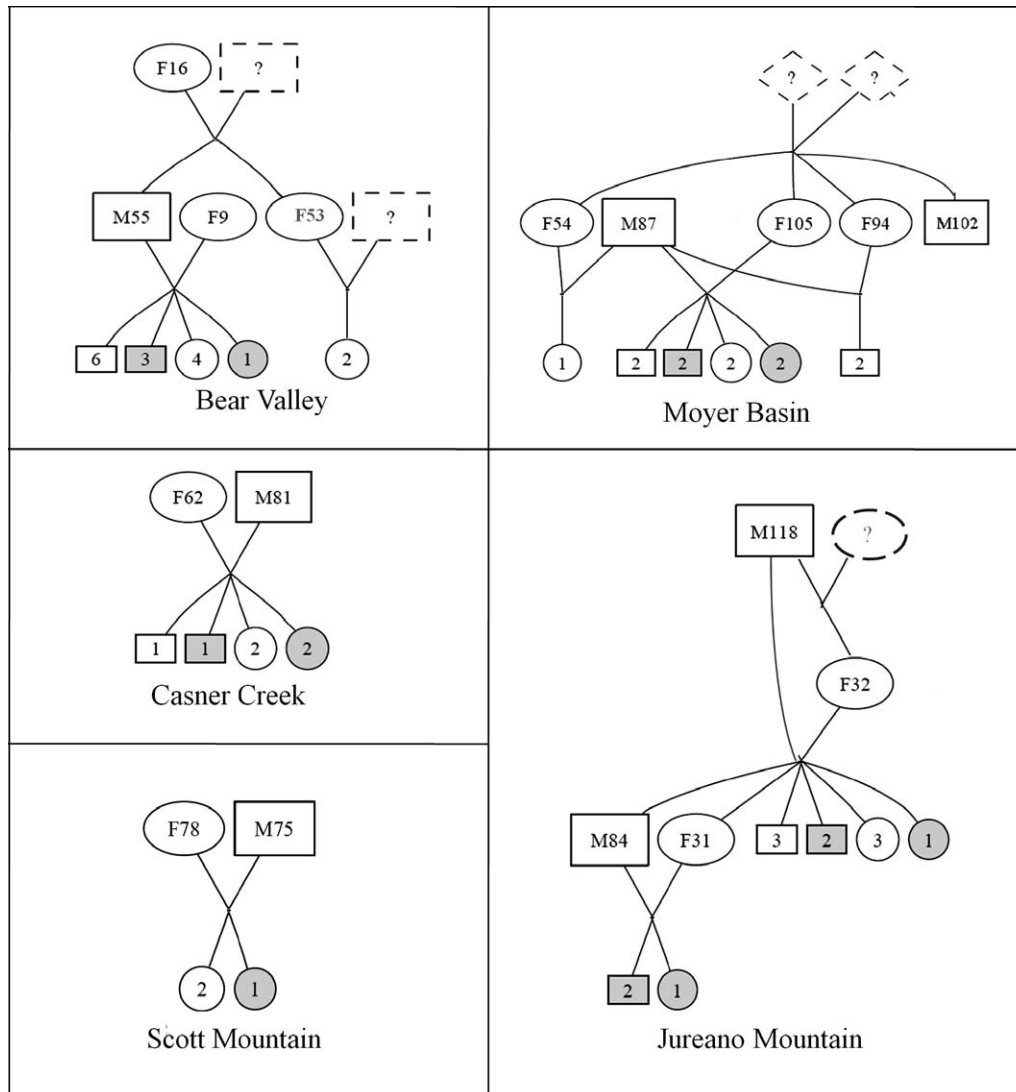 F16 ?
M55 F9 F53 ?
6 3 4 1 2
Bear Valley
? ?
F54 M87 F105 F94 M102
1 2 2 2 2 2
Moyer Basin
F62 M81
1 1 2 2
Casner Creek
F78 M75
2 1
Scott Mountain
M118 ?
F32
M84 F31 3 2 3 1
2 1
Jureano Mountain